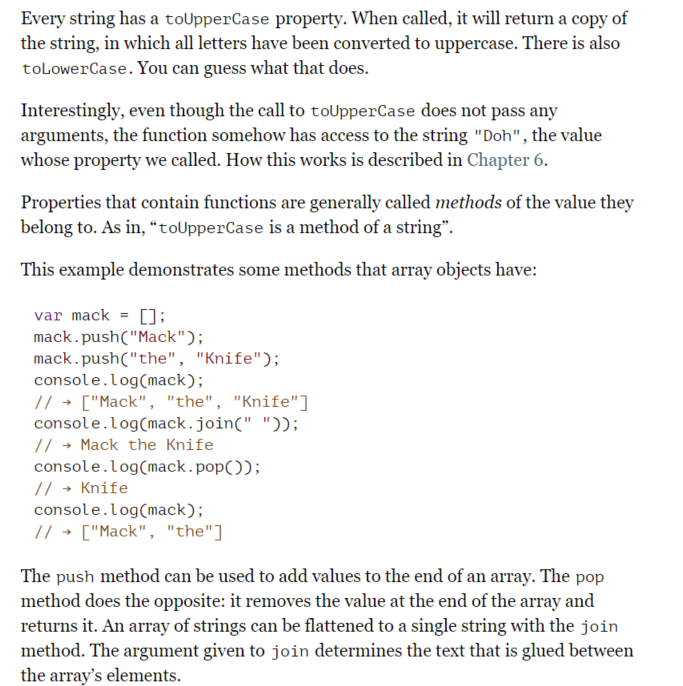 Every string has a toUpperCase property. When called, it will return a copy of
the string, in which all letters have been converted to uppercase. There is also
toLowerCase. You can guess what that does.
Interestingly, even though the call to toUpperCase does not pass any
arguments, the function somehow has access to the string "Doh", the value
whose property we called. How this works is described in Chapter 6.
Properties that contain functions are generally called methods of the value they
belong to. As in, “toUpperCase is a method of a string”.
This example demonstrates some methods that array objects have:
var mack = [];
mack.push("Mack");
mack.push("the", "Knife");
console.log(mack);
// → ["Mack", "the", "Knife"]
console.log(mack.join(" "));
// → Mack the Knife
console.log(mack.pop());
// → Knife
console.log(mack);
// → ["Mack", "the"]
The push method can be used to add values to the end of an array. The pop
method does the opposite: it removes the value at the end of the array and
returns it. An array of strings can be flattened to a single string with the join
method. The argument given to join determines the text that is glued between
the array’s elements.